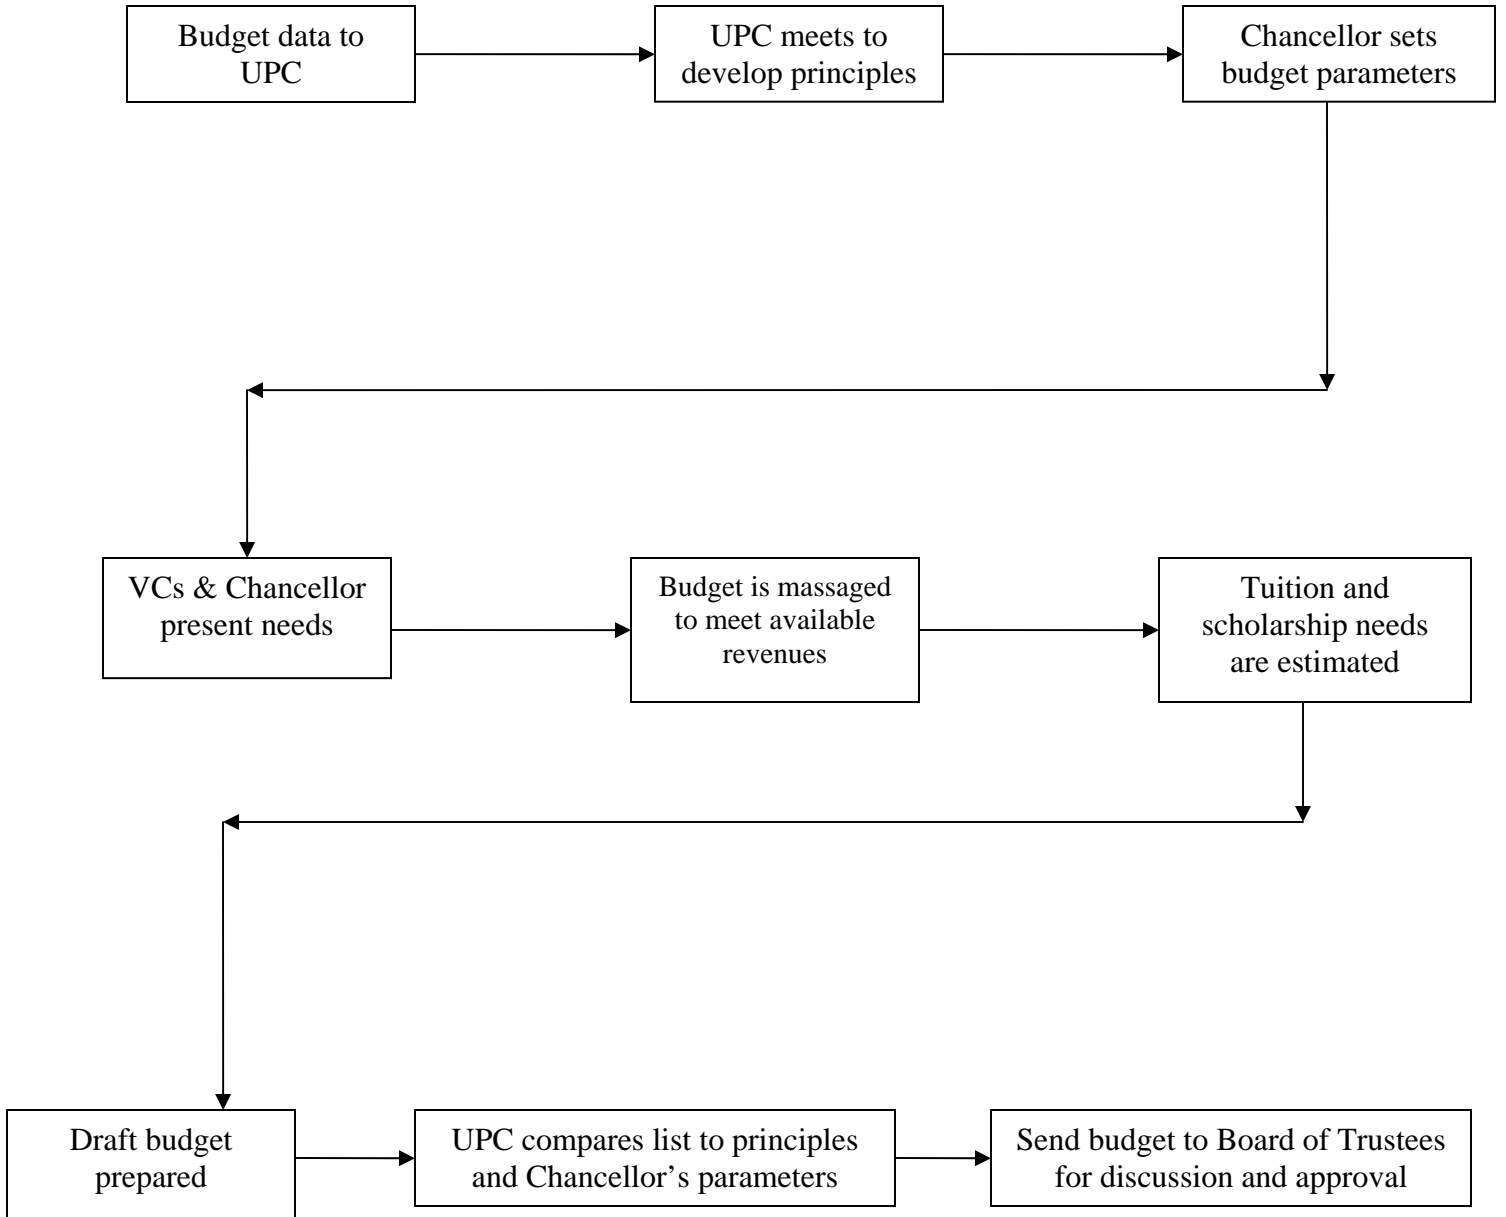 Budget data to
UPC
UPC meets to
develop principles
Chancellor sets
budget parameters
VCs & Chancellor
present needs
Budget is massaged
to meet available
revenues
Tuition and
scholarship needs
are estimated
Draft budget
prepared
UPC compares list to principles
and Chancellor’s parameters
Send budget to Board of Trustees
for discussion and approval